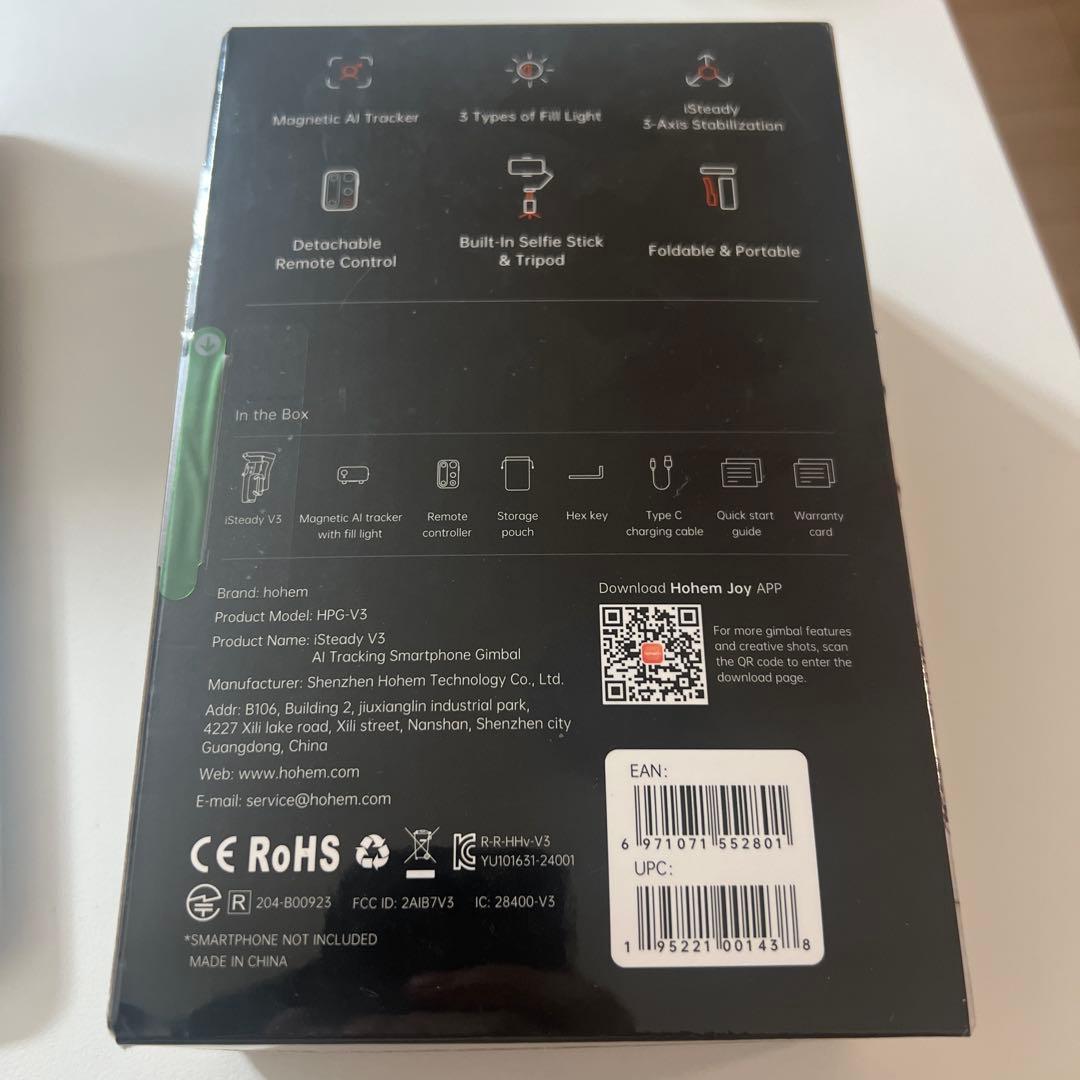 Magnetic AI Tracker
3 Types of Fill Light
iSteady
3-Axis Stabilization
Detachable
Remote Control
Built-In Selfie Stick
& Tripod
Foldable & Portable
In the Box
iSteady V3
Magnetic AI tracker
with fill light
Remote
controller
Storage
pouch
Hex key
Type C
charging cable
Quick start
guide
Warranty
card
Brand: hohem
Product Model: HPG-V3
Product Name: iSteady V3
AI Tracking Smartphone Gimbal
Manufacturer: Shenzhen Hohem Technology Co., Ltd.
Addr: B106, Building 2, jiuxianglin industrial park,
4227 Xili lake road, Xili street, Nanshan, Shenzhen city
Guangdong, China
Web: www.hohem.com
E-mail: service@hohem.com
Download Hohem Joy APP
For more gimbal features
and creative shots, scan
the QR code to enter the
download page.
EAN:
6 971071 552801
UPC:
1 95221 00143 8
CE RoHS
R-R-HHv-V3
YU101631-24001
R 204-B00923 FCC ID: 2AIB7V3 IC: 28400-V3
*SMARTPHONE NOT INCLUDED
MADE IN CHINA